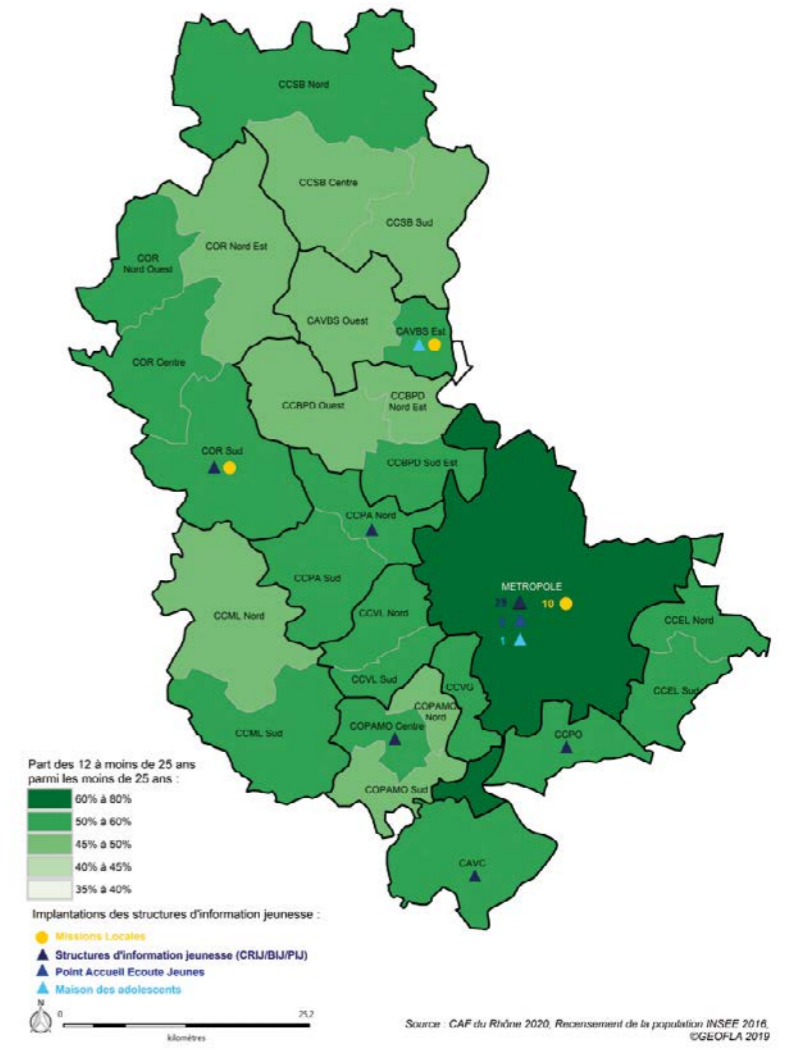 CCSB Nord
CCSB Centre
CCSB Sud
COR Nord Est
COR
Nord Ouest
CAVBS Ouest
CAVBS Est
COR Centre
CCBPD Ouest
CCBPD
Nord Est
COR Sud
CCBPD Sud Est
CCPA Nord
CCPA Sud
METROPOLE
10
1
CCML Nord
CCVL Nord
CCEL Nord
CCVL Sud
CCVG
CCEL Sud
COPAMO
Nord
COPAMO Centre
CCML Sud
CCPO
COPAMO Sud
CAVC
Part des 12 à moins de 25 ans
parmi les moins de 25 ans :
60% à 80%
50% à 60%
45% à 50%
40% à 45%
35% à 40%
Implantations des structures d'information jeunesse :
Missions Locales
Structures d'information jeunesse (CRIJ/BIJ/PIJ)
Point Accueil Ecoute Jeunes
Maison des adolescents
N
0 25,2
kilomètres
Source : CAF du Rhône 2020, Recensement de la population INSEE 2016,
©GEOFLA 2019